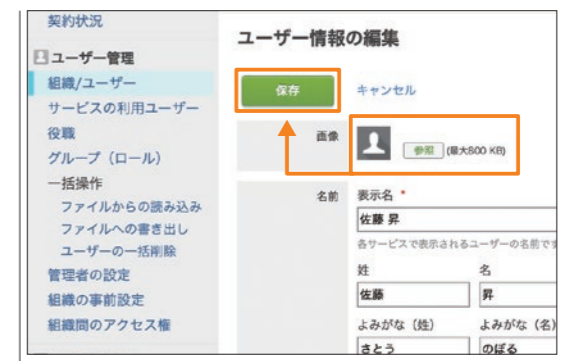 契約状況
ユーザー管理
組織/ユーザー
サービスの利用ユーザー
役職
グループ（ロール）
一括操作
ファイルからの読み込み
ファイルへの書き出し
ユーザーの一括削除
管理者の設定
組織の事前設定
組織間のアクセス権
ユーザー情報の編集
保存
キャンセル
画像
参照 (最大800 KB)
名前
表示名 *
佐藤 昇
各サービスで表示されるユーザーの名前です
姓 名
佐藤 昇
よみがな（姓） よみがな（名）
さとう のぼる